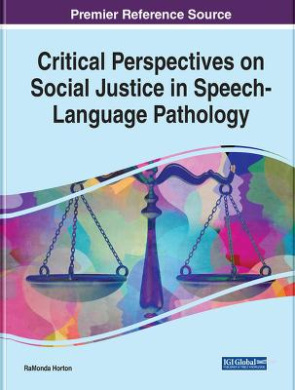 Premier Reference Source
Critical Perspectives on
Social Justice in Speech-
Language Pathology
RaMonda Horton
IGI Global